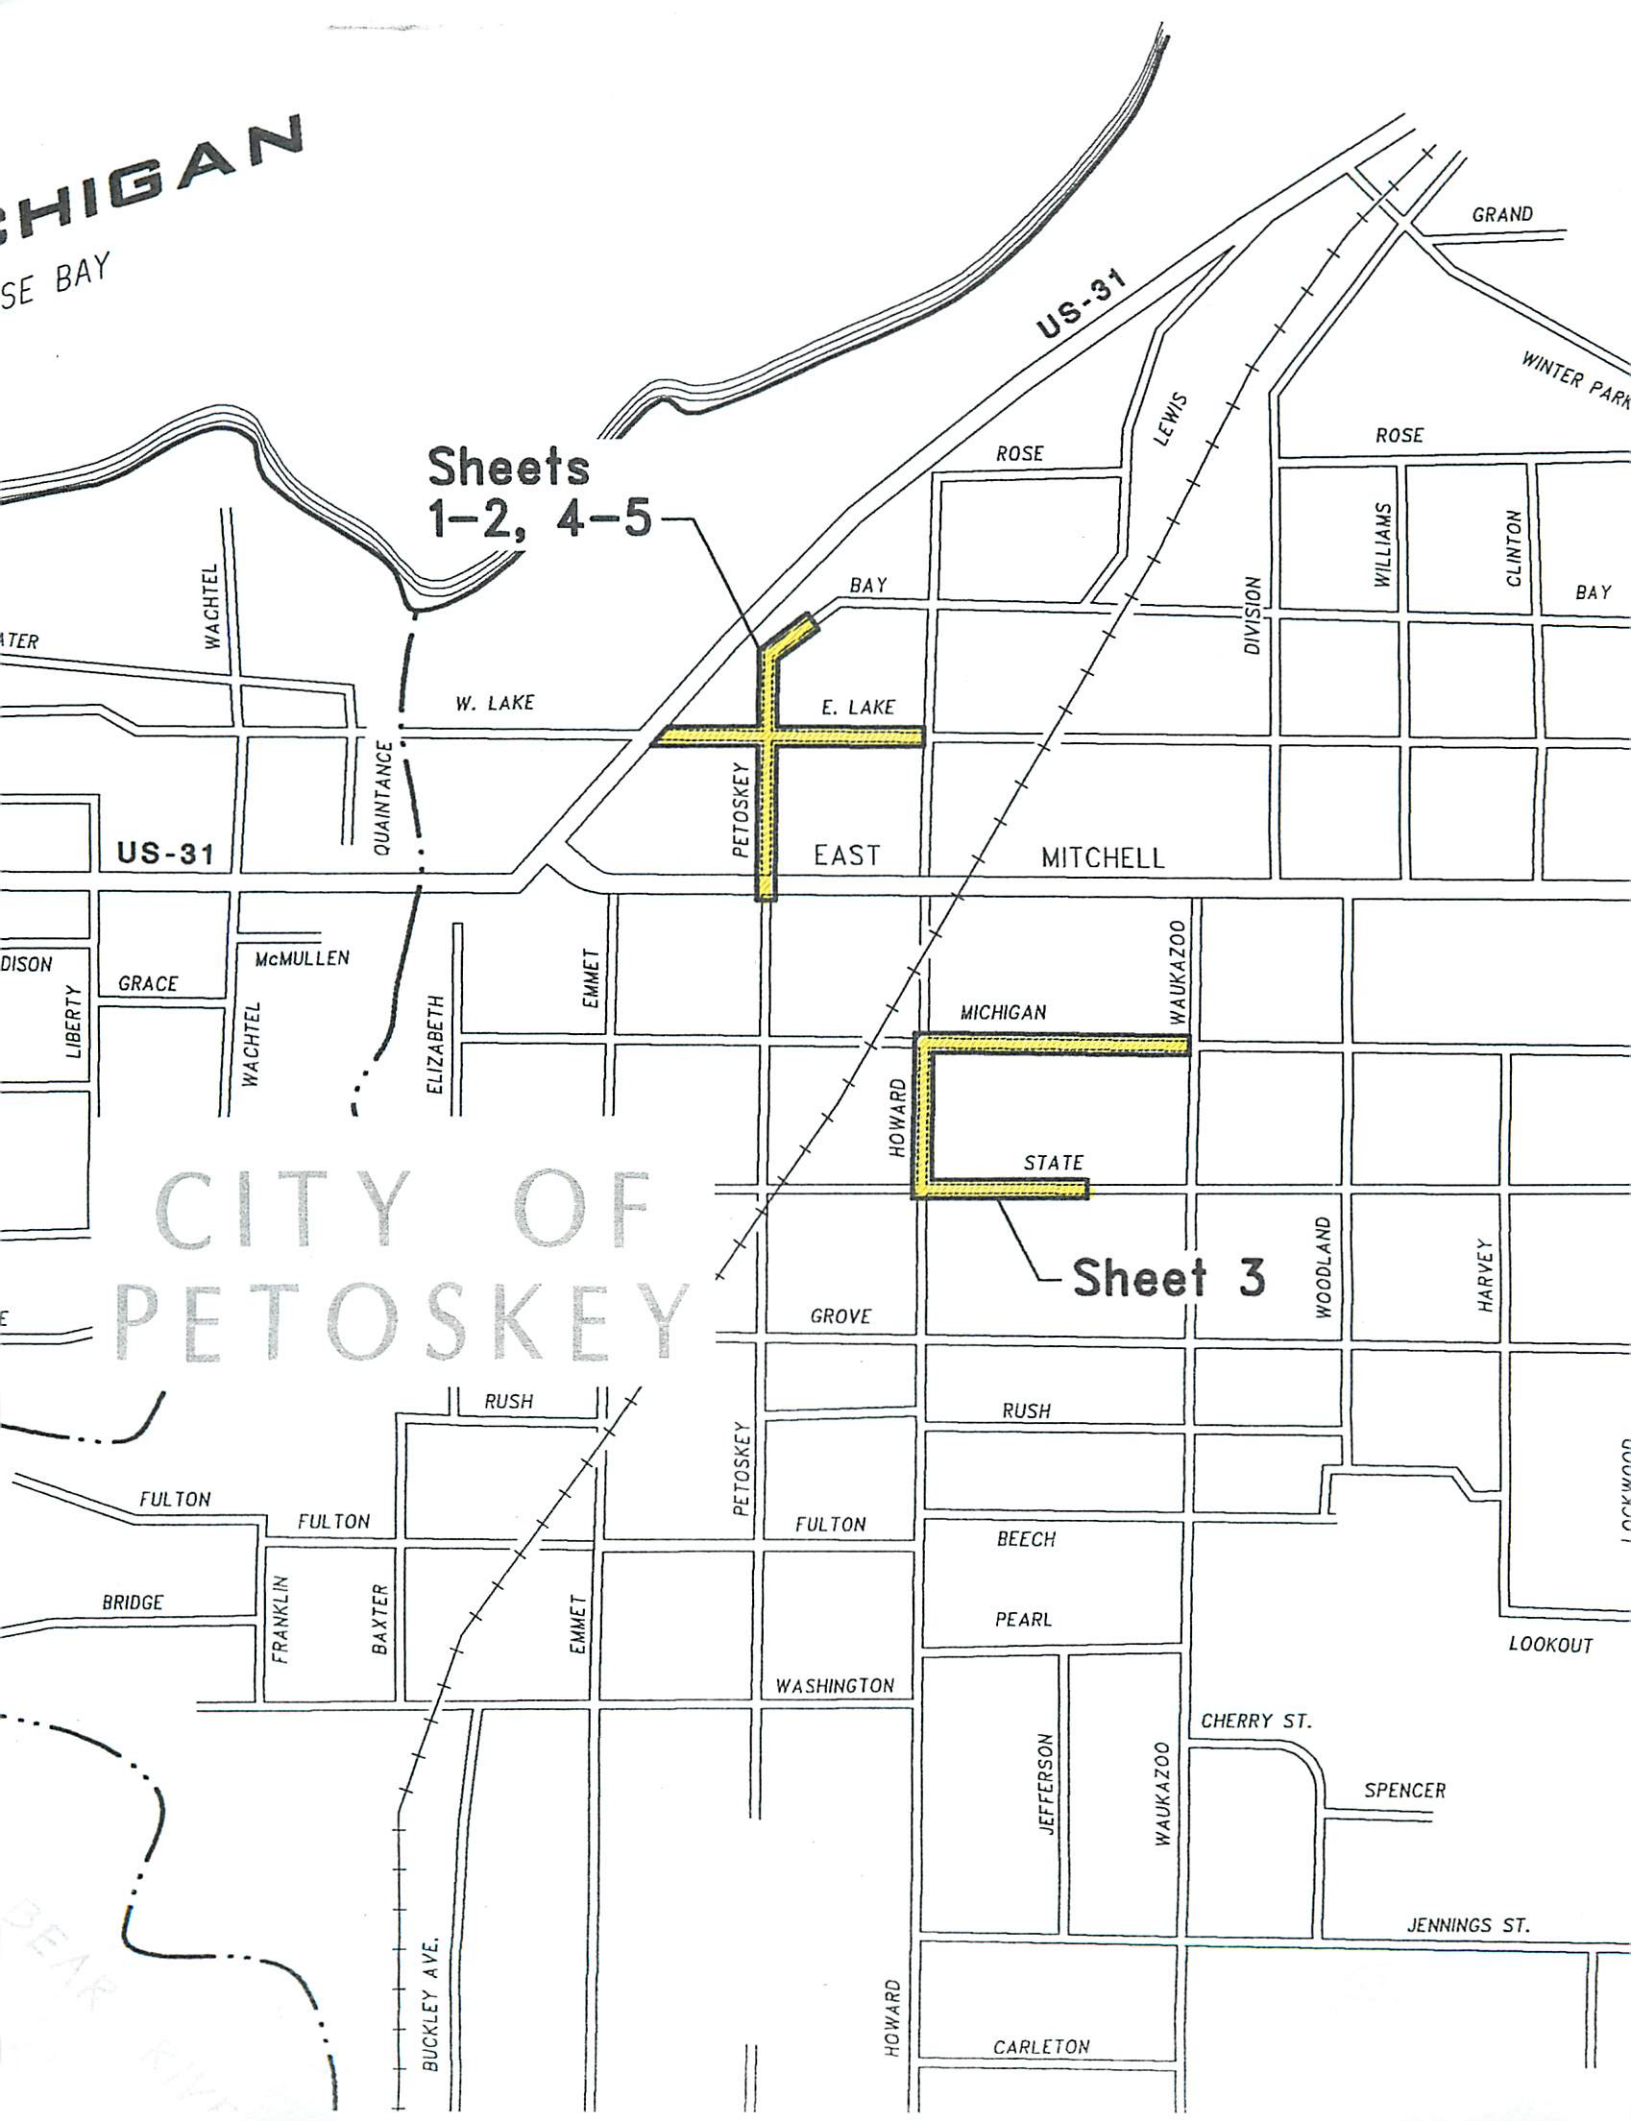 CHIGAN
SE BAY
GRAND
US-31
WINTER PARK
LEWIS
ROSE
ROSE
Sheets
1-2, 4-5
WILLIAMS
CLINTON
WACHTEL
BAY
BAY
DIVISION
ATER
W. LAKE
E. LAKE
QUAINTANCE
PETOSKEY
US-31
EAST MITCHELL
DISON
McMULLEN
GRACE
LIBERTY
WACHTEL
ELIZABETH
EMMET
WAUKAZOO
MICHIGAN
HOWARD
STATE
CITY OF
PETOSKEY
Sheet 3
WOODLAND
HARVEY
E
GROVE
RUSH
RUSH
PETOSKEY
LOCKWOOD
FULTON
FULTON
FULTON
BEECH
BRIDGE
FRANKLIN
BAXTER
EMMET
PEARL
LOOKOUT
WASHINGTON
CHERRY ST.
JEFFERSON
WAUKAZOO
SPENCER
BEAR
JENNINGS ST.
BUCKLEY AVE.
HOWARD
CARLETON